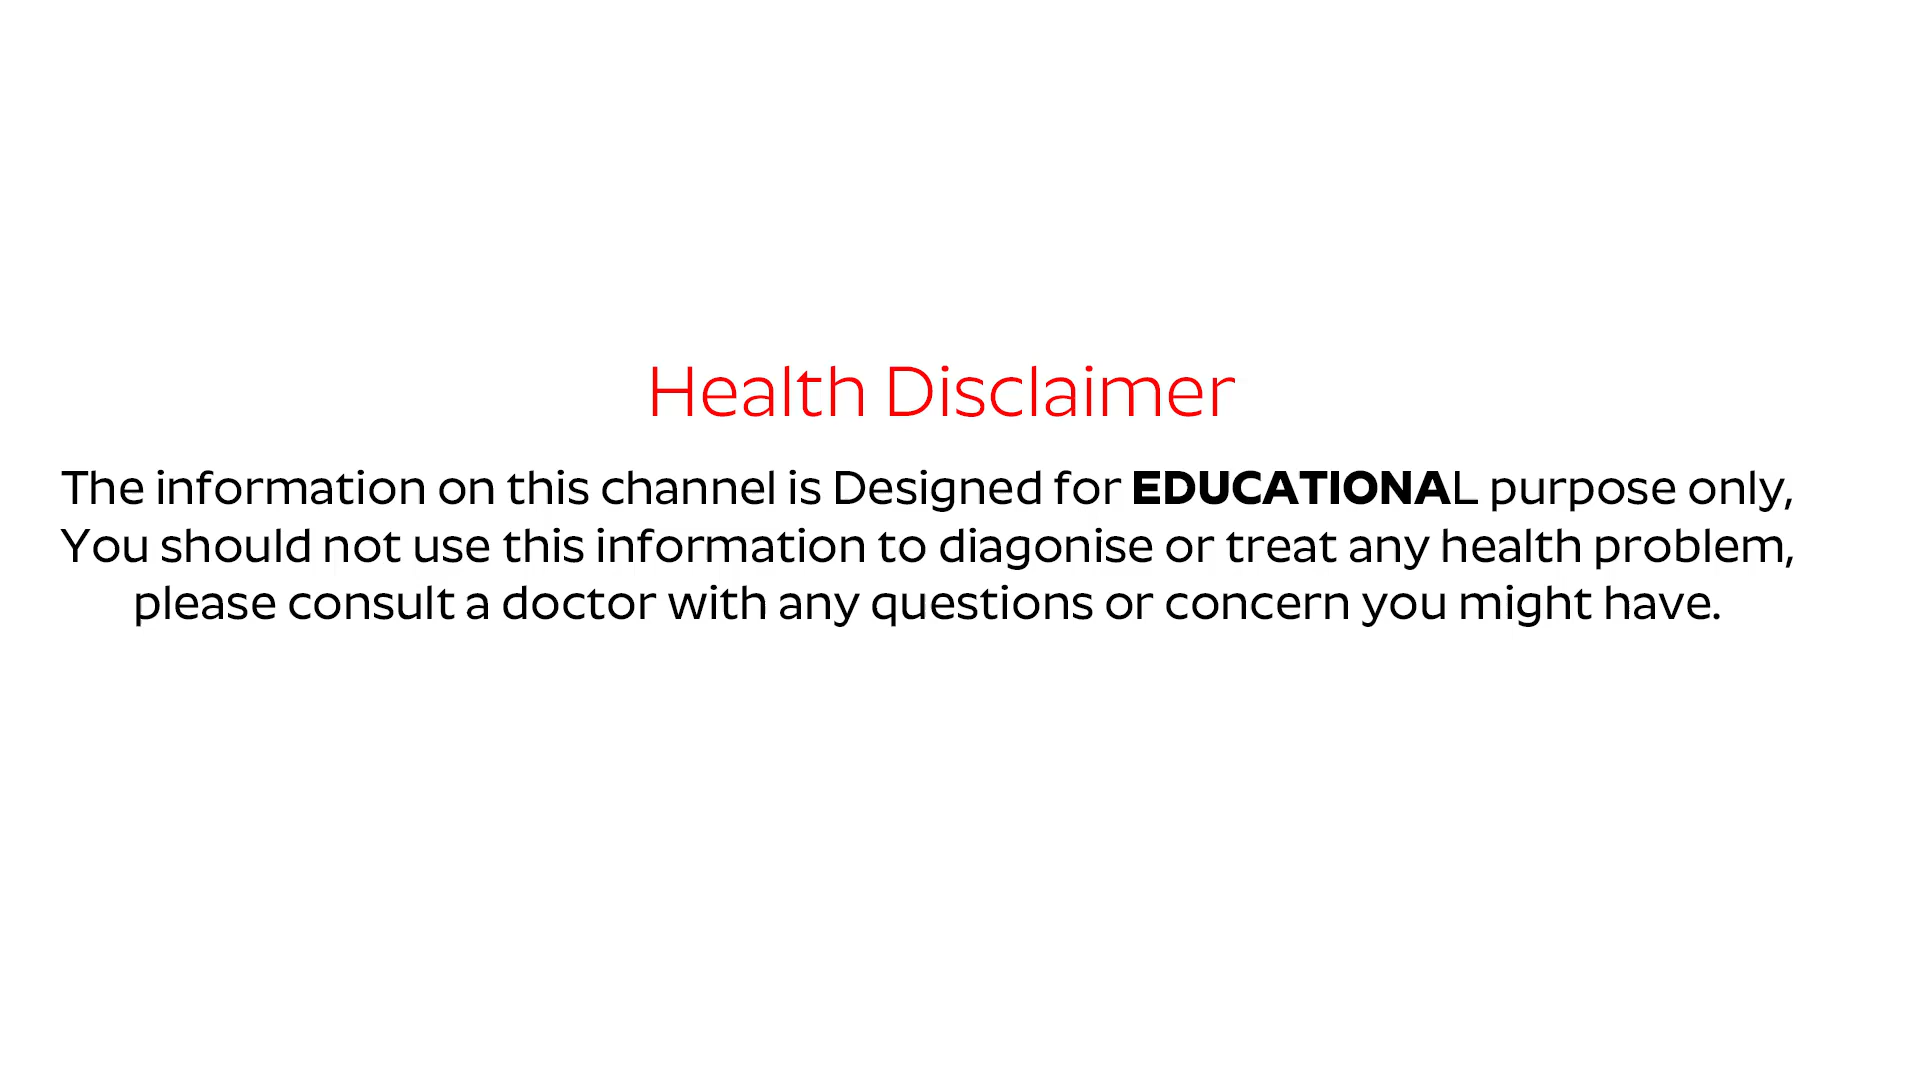 Health Disclaimer
The information on this channel is Designed for EDUCATIONAL purpose only,
You should not use this information to diagonise or treat any health problem,
please consult a doctor with any questions or concern you might have.